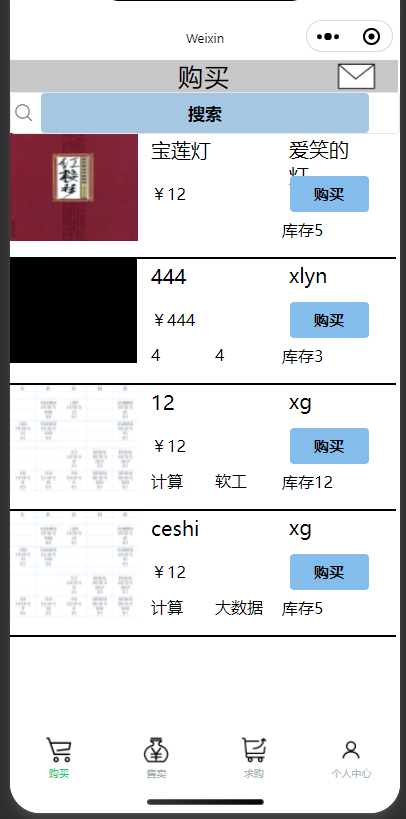 Weixin
购买
搜索
宝莲灯
爱笑的
灯
￥12
购买
库存5
444
xlyn
￥444
购买
4
4
库存3
12
xg
￥12
购买
计算
软工
库存12
ceshi
xg
￥12
购买
计算
大数据
库存5
购买
售卖
求购
个人中心